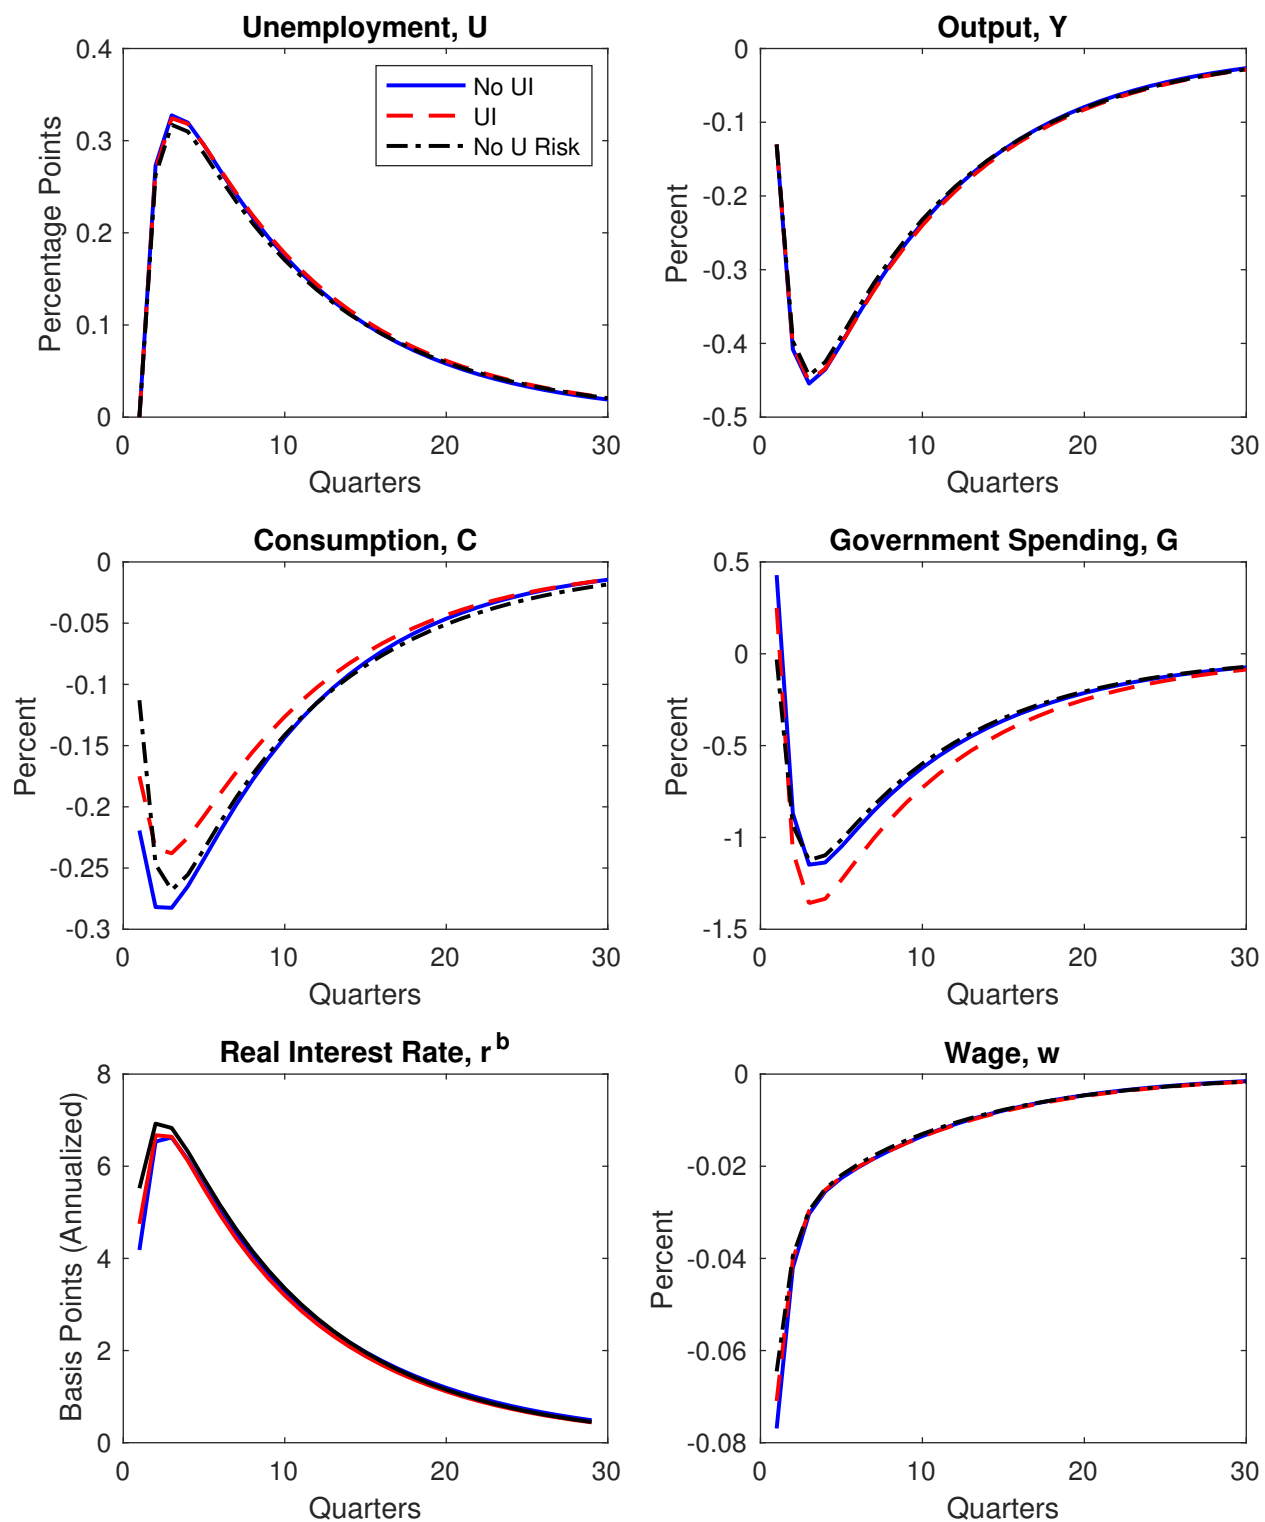 Unemployment, U
0.4
0.3
0.2
0.1
0
Percentage Points
No UI
UI
No U Risk
0
10
20
30
Quarters
Output, Y
0
-0.1
-0.2
-0.3
-0.4
-0.5
Percent
0
10
20
30
Quarters
Consumption, C
0
-0.05
-0.1
-0.15
-0.2
-0.25
-0.3
Percent
0
10
20
30
Quarters
Government Spending, G
0.5
0
-0.5
-1
-1.5
Percent
0
10
20
30
Quarters
Real Interest Rate, r^b
8
6
4
2
0
Basis Points (Annualized)
0
10
20
30
Quarters
Wage, w
0
-0.02
-0.04
-0.06
-0.08
Percent
0
10
20
30
Quarters